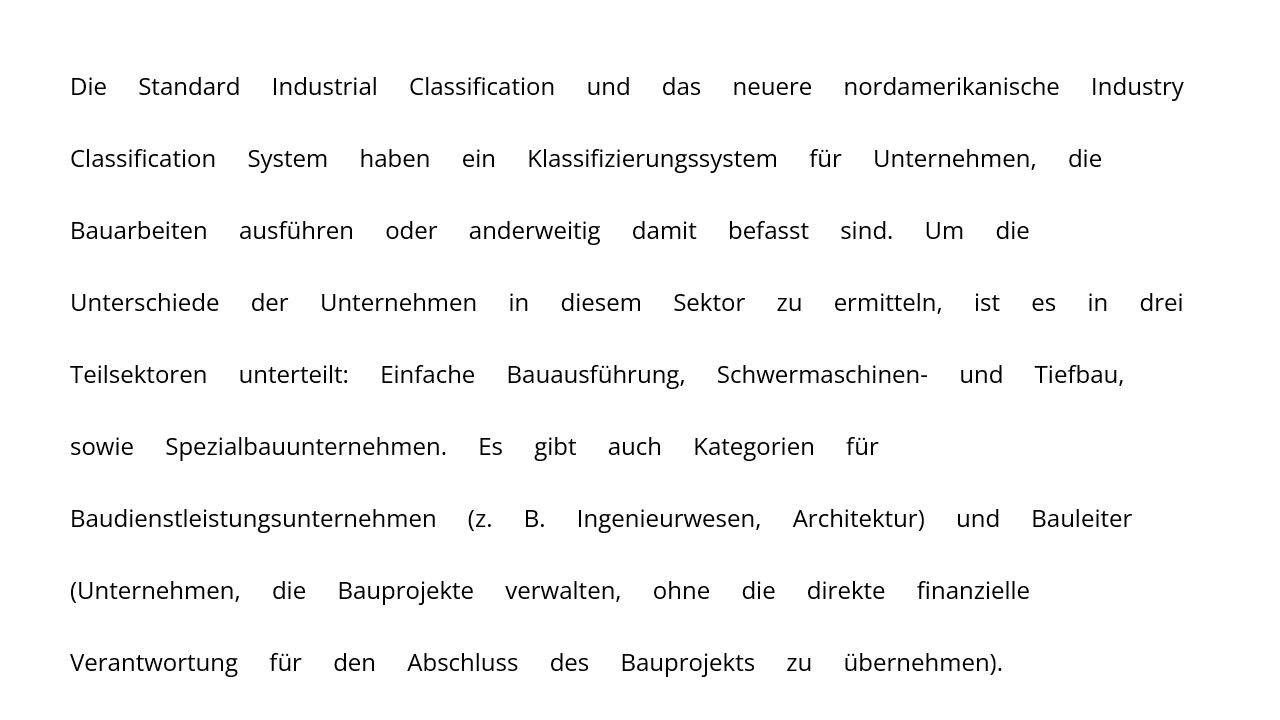 Die Standard Industrial Classification und das neuere nordamerikanische Industry
Classification System haben ein Klassifizierungssystem für Unternehmen, die
Bauarbeiten ausführen oder anderweitig damit befasst sind. Um die
Unterschiede der Unternehmen in diesem Sektor zu ermitteln, ist es in drei
Teilsektoren unterteilt: Einfache Bauausführung, Schwermaschinen- und Tiefbau,
sowie Spezialbauunternehmen. Es gibt auch Kategorien für
Baudienstleistungsunternehmen (z. B. Ingenieurwesen, Architektur) und Bauleiter
(Unternehmen, die Bauprojekte verwalten, ohne die direkte finanzielle
Verantwortung für den Abschluss des Bauprojekts zu übernehmen).